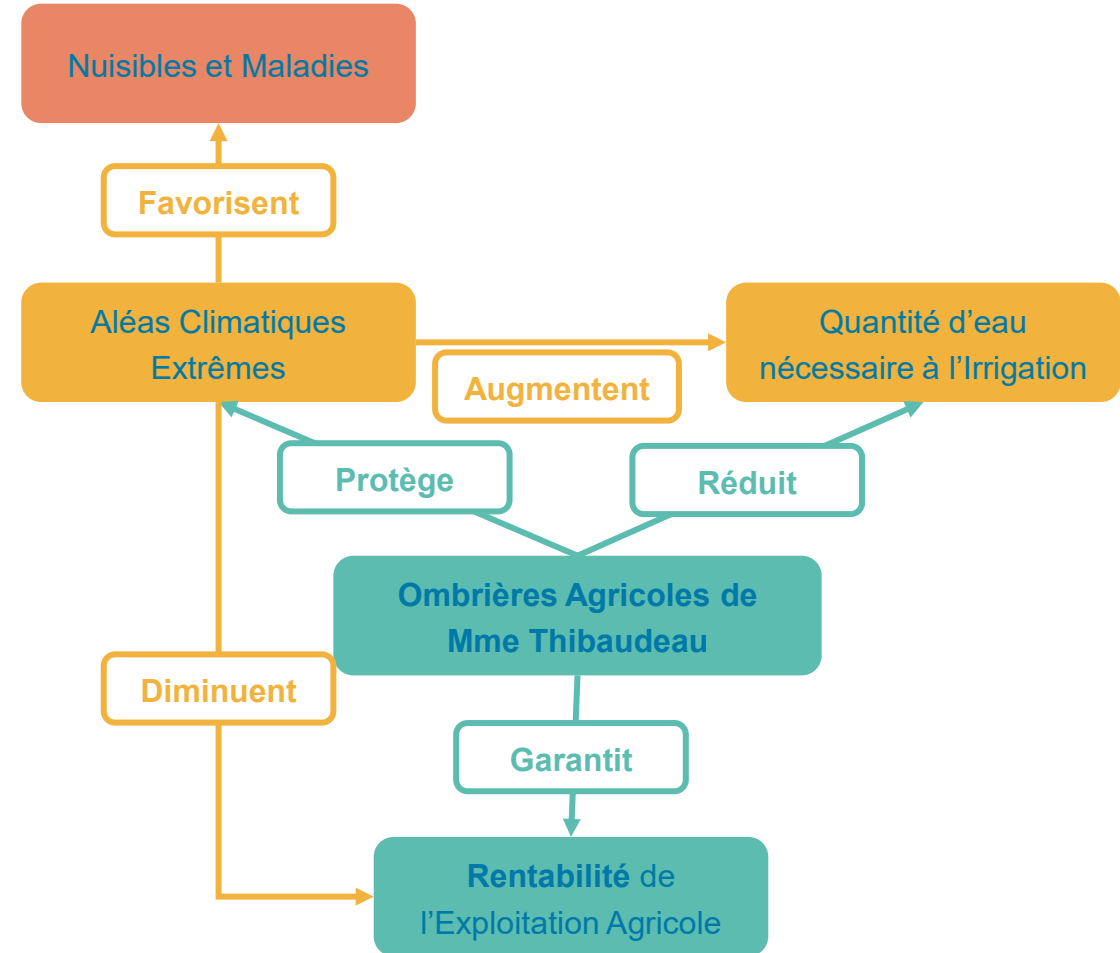 Nuisibles et Maladies
Favorisent
Aléas Climatiques
Extrêmes
Quantité d’eau
nécessaire à l’Irrigation
Augmentent
Protège
Réduit
Ombrières Agricoles de
Mme Thibaudeau
Diminuent
Garantit
Rentabilité de
l’Exploitation Agricole